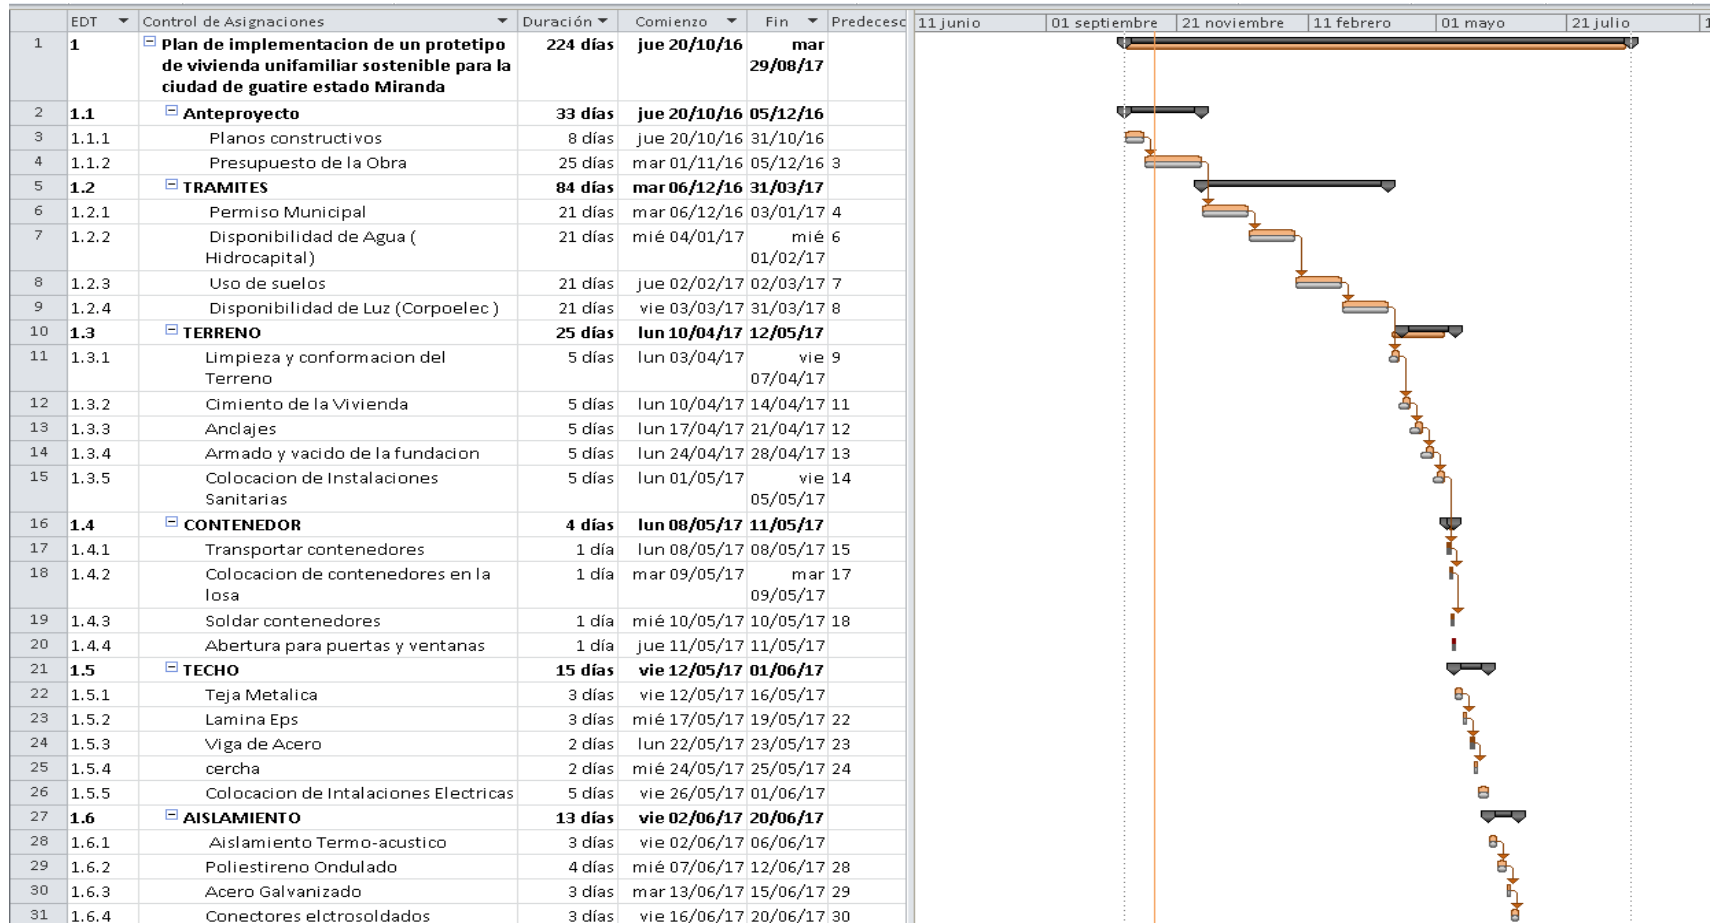 EDT Control de Asignaciones Duración Comienzo Fin Predecesc 11 junio 01 septiembre 21 noviembre 11 febrero 01 mayo 21 julio 1
1 1 Plan de implementacion de un protetipo 224 días jue 20/10/16 mar
de vivienda unifamiliar sostenible para la 29/08/17
ciudad de guatire estado Miranda
2 1.1 Anteproyecto 33 días jue 20/10/16 05/12/16
3 1.1.1 Planos constructivos 8 días jue 20/10/16 31/10/16
4 1.1.2 Presupuesto de la Obra 25 días mar 01/11/16 05/12/16 3
5 1.2 TRAMITES 84 días mar 06/12/16 31/03/17
6 1.2.1 Permiso Municipal 21 días mar 06/12/16 03/01/17 4
7 1.2.2 Disponibilidad de Agua ( 21 días mié 04/01/17 mié 6
Hidrocapital) 01/02/17
8 1.2.3 Uso de suelos 21 días jue 02/02/17 02/03/17 7
9 1.2.4 Disponibilidad de Luz (Corpoelec ) 21 días vie 03/03/17 31/03/17 8
10 1.3 TERRENO 25 días lun 10/04/17 12/05/17
11 1.3.1 Limpieza y conformacion del 5 días lun 03/04/17 vie 9
Terreno 07/04/17
12 1.3.2 Cimiento de la Vivienda 5 días lun 10/04/17 14/04/17 11
13 1.3.3 Anclajes 5 días lun 17/04/17 21/04/17 12
14 1.3.4 Armado y vacido de la fundacion 5 días lun 24/04/17 28/04/17 13
15 1.3.5 Colocacion de Instalaciones 5 días lun 01/05/17 vie 14
Sanitarias 05/05/17
16 1.4 CONTENEDOR 4 días lun 08/05/17 11/05/17
17 1.4.1 Transportar contenedores 1 día lun 08/05/17 08/05/17 15
18 1.4.2 Colocacion de contenedores en la 1 día mar 09/05/17 mar 17
losa 09/05/17
19 1.4.3 Soldar contenedores 1 día mié 10/05/17 10/05/17 18
20 1.4.4 Abertura para puertas y ventanas 1 día jue 11/05/17 11/05/17
21 1.5 TECHO 15 días vie 12/05/17 01/06/17
22 1.5.1 Teja Metalica 3 días vie 12/05/17 16/05/17
23 1.5.2 Lamina Eps 3 días mié 17/05/17 19/05/17 22
24 1.5.3 Viga de Acero 2 días lun 22/05/17 23/05/17 23
25 1.5.4 cercha 2 días mié 24/05/17 25/05/17 24
26 1.5.5 Colocacion de Intalaciones Electricas 5 días vie 26/05/17 01/06/17
27 1.6 AISLAMIENTO 13 días vie 02/06/17 20/06/17
28 1.6.1 Aislamiento Termo-acustico 3 días vie 02/06/17 06/06/17
29 1.6.2 Poliestireno Ondulado 4 días mié 07/06/17 12/06/17 28
30 1.6.3 Acero Galvanizado 3 días mar 13/06/17 15/06/17 29
31 1.6.4 Conectores elctrosoldados 3 días vie 16/06/17 20/06/17 30